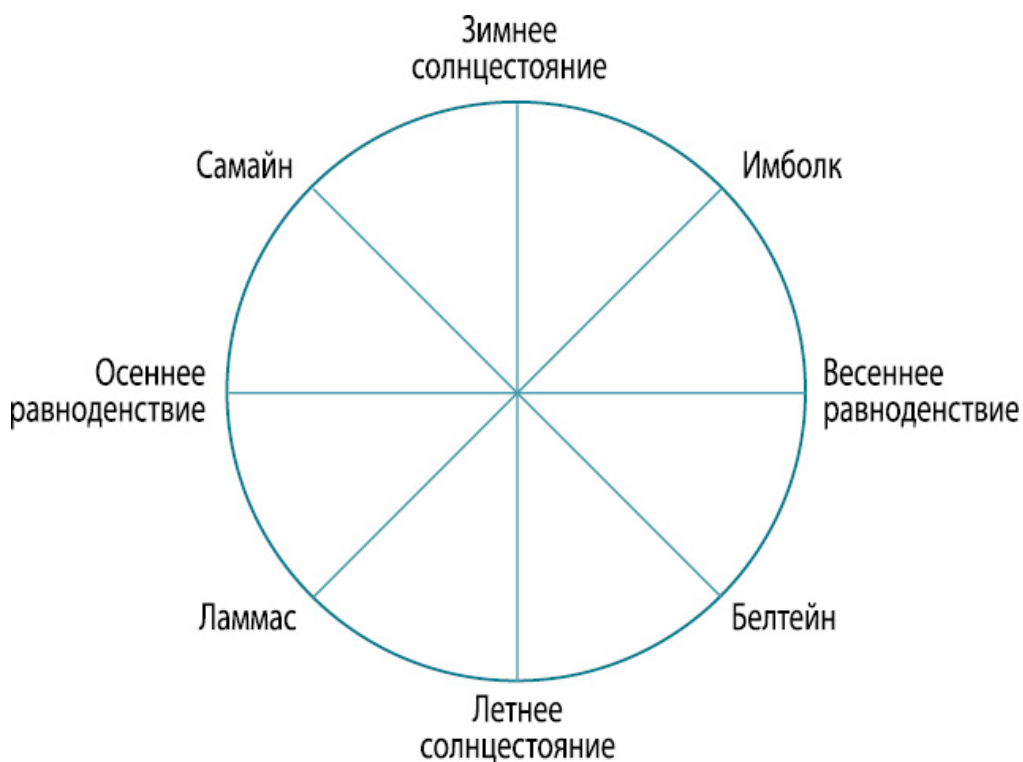 Зимнее
солнцестояние
Самайн
Имболк
Осеннее
равноденствие
Весеннее
равноденствие
Ламмас
Белтейн
Летнее
солнцестояние